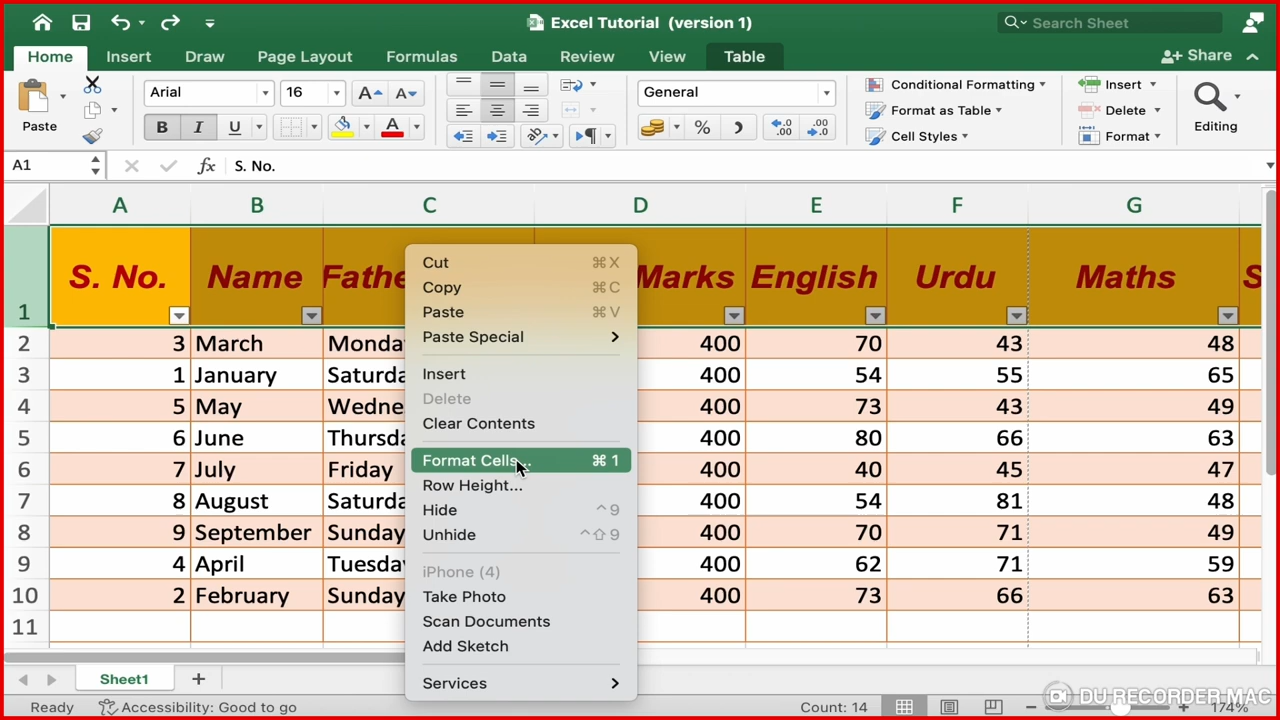 Excel Tutorial (version 1)
Search Sheet
Home Insert Draw Page Layout Formulas Data Review View Table
Share
Paste
Arial 16 A A
B I U A
General
% 9 .00 .00
Conditional Formatting
Format as Table
Cell Styles
Insert
Delete
Format
Editing
A1 fx S. No.
A B C D E F G
1 S. No. Name Fathe Marks English Urdu Maths S
2 3 March Monda 400 70 43 48
3 1 January Saturda 400 54 55 65
4 5 May Wedne 400 73 43 49
5 6 June Thursda 400 80 66 63
6 7 July Friday 400 40 45 47
7 8 August Saturda 400 54 81 48
8 9 September Sunday 400 70 71 49
9 4 April Tuesda 400 62 71 59
10 2 February Sunday 400 73 66 63
11
Cut ⌘X
Copy ⌘C
Paste ⌘V
Paste Special
Insert
Delete
Clear Contents
Format Cells... ⌘1
Row Height...
Hide ^9
Unhide ^⇧9
iPhone (4)
Take Photo
Scan Documents
Add Sketch
Services
Sheet1
Ready Accessibility: Good to go Count: 14 174%
DU RECORDER MAC